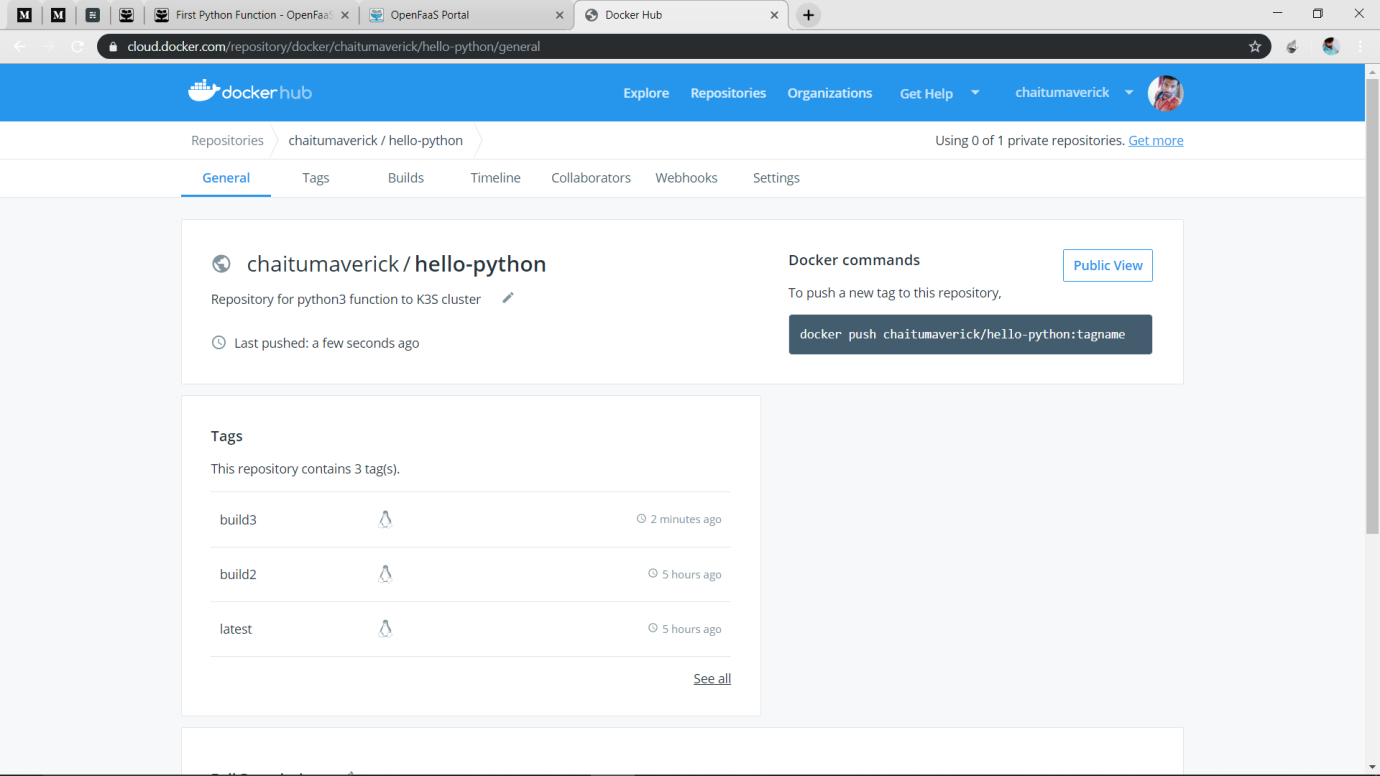 First Python Function - OpenFaaS
OpenFaaS Portal
Docker Hub
cloud.docker.com/repository/docker/chaitumaverick/hello-python/general
docker hub
Explore
Repositories
Organizations
Get Help
chaitumaverick
Repositories
chaitumaverick / hello-python
Using 0 of 1 private repositories. Get more
General
Tags
Builds
Timeline
Collaborators
Webhooks
Settings
chaitumaverick / hello-python
Repository for python3 function to K3S cluster
Last pushed: a few seconds ago
Docker commands
Public View
To push a new tag to this repository,
docker push chaitumaverick/hello-python:tagname
Tags
This repository contains 3 tag(s).
build3
2 minutes ago
build2
5 hours ago
latest
5 hours ago
See all